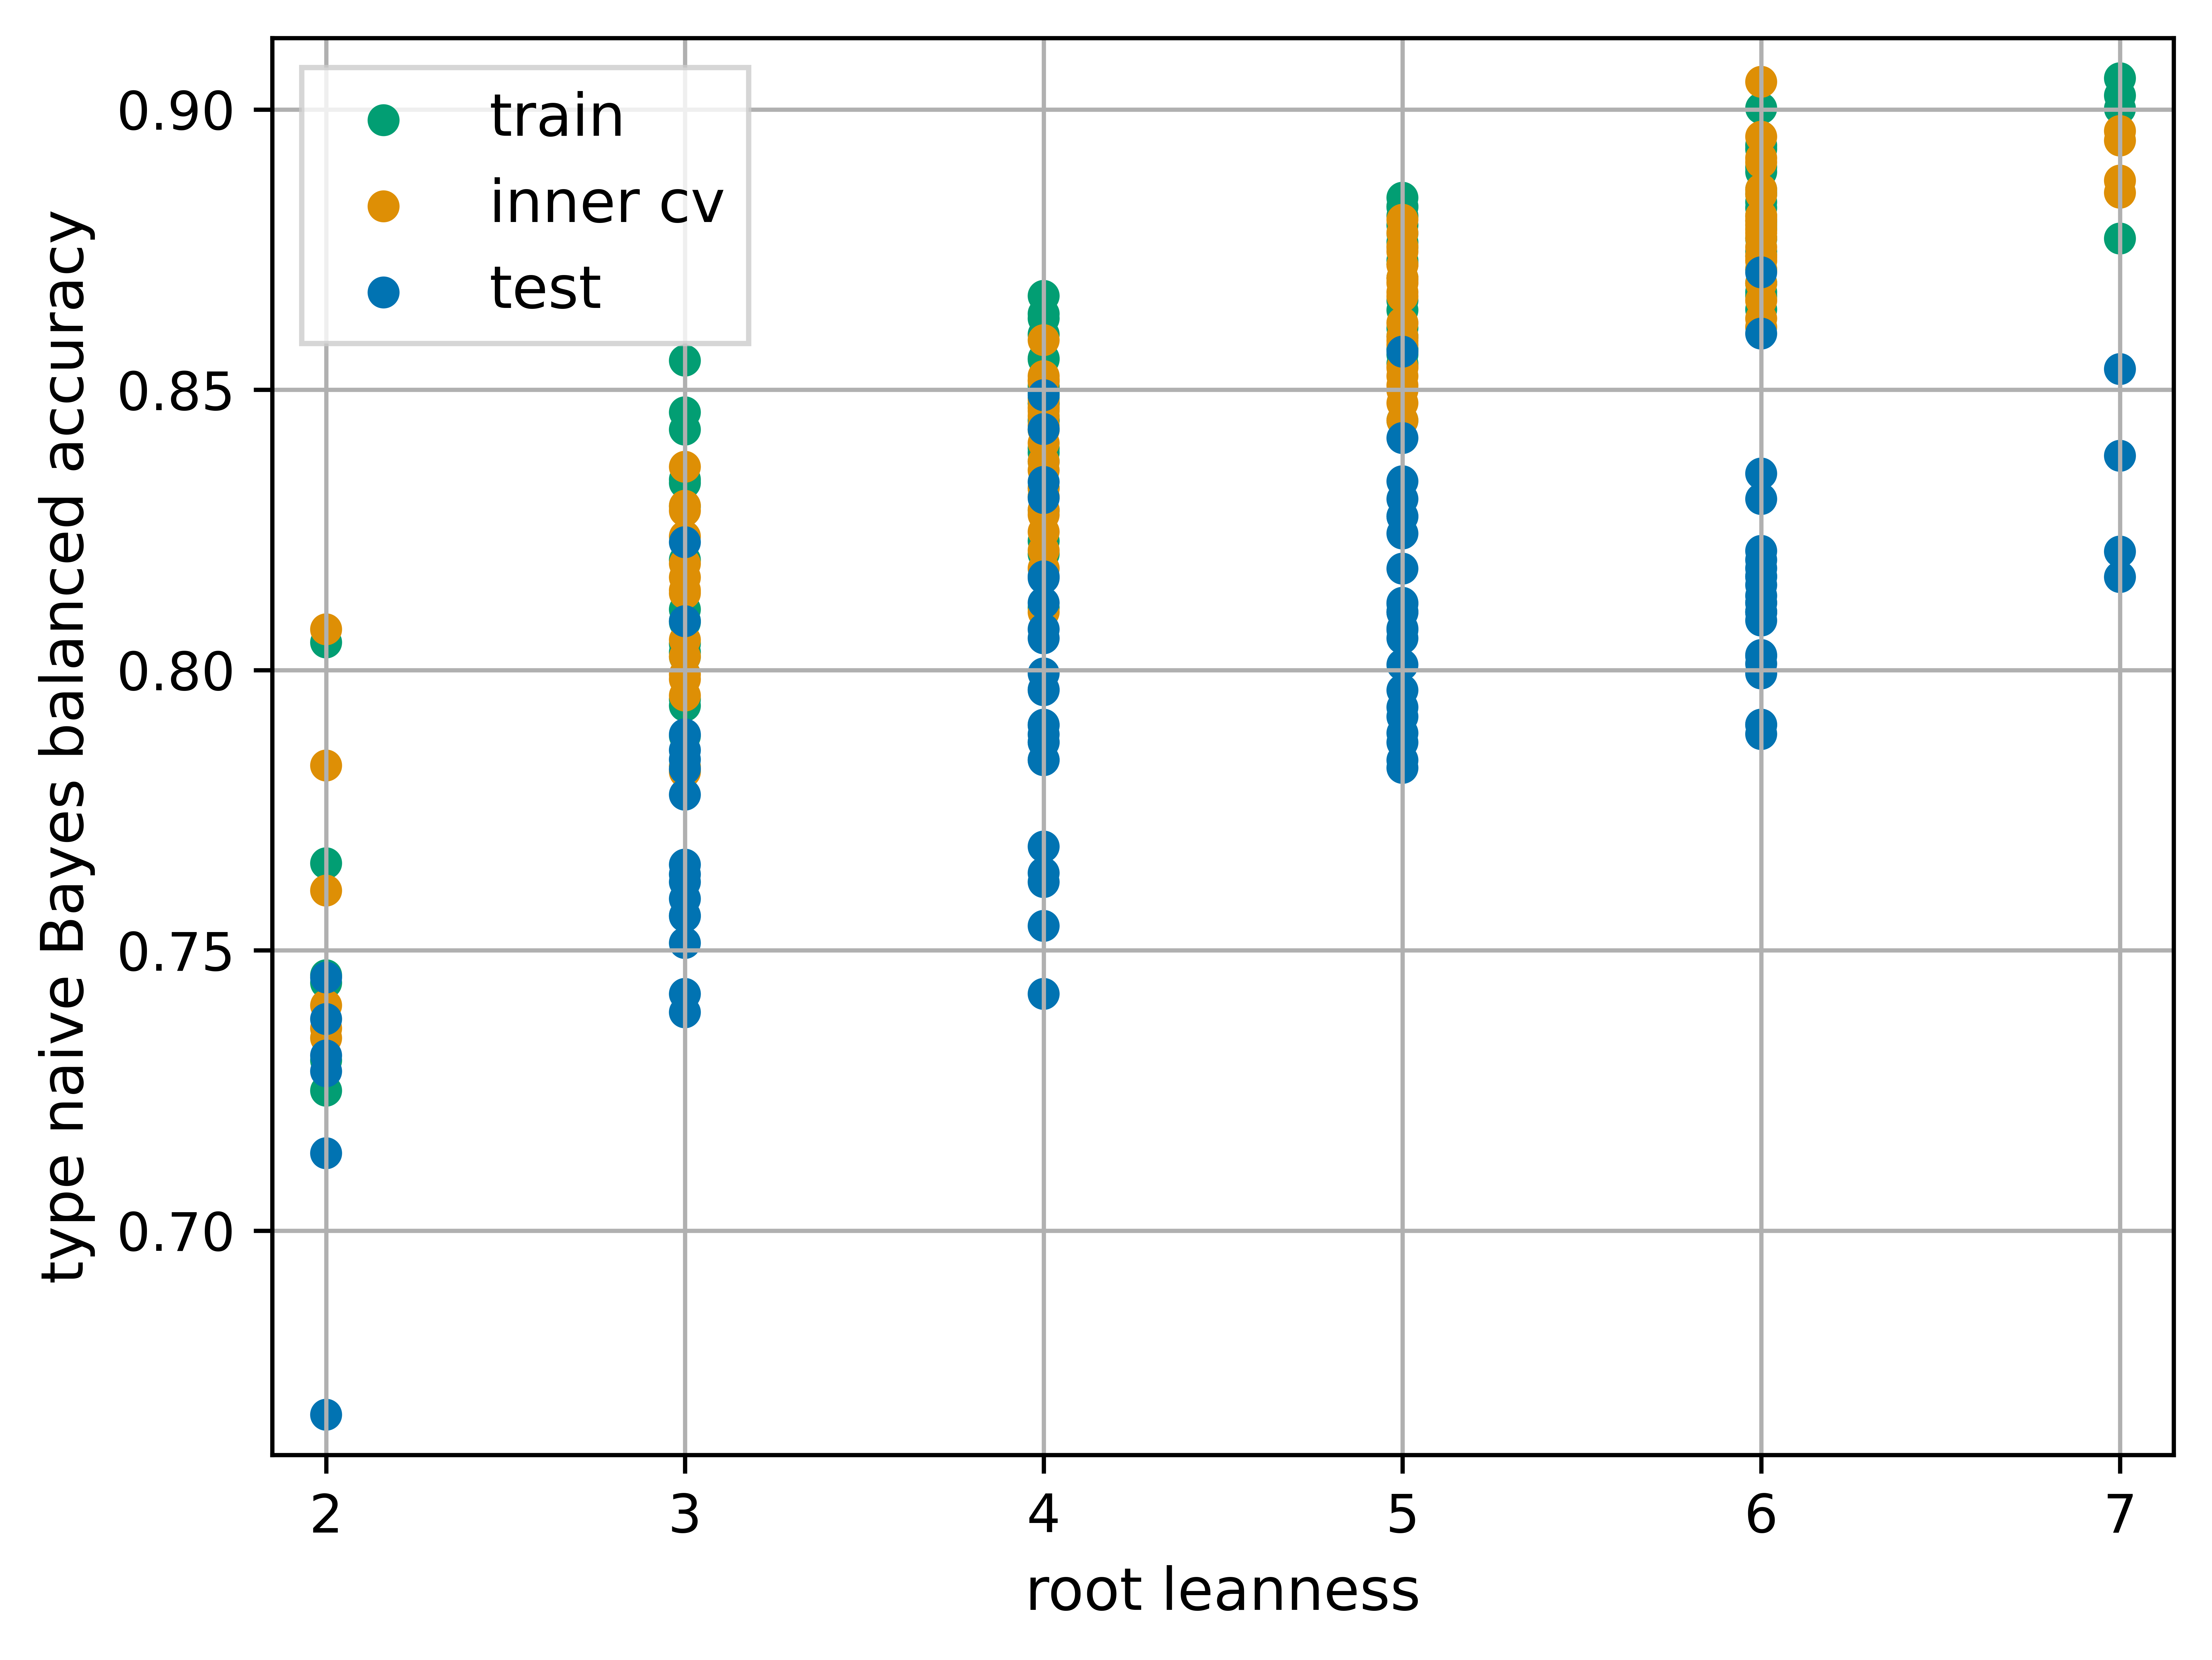 train
inner cv
test
type naive Bayes balanced accuracy
0.90
0.85
0.80
0.75
0.70
2 3 4 5 6 7
root leanness